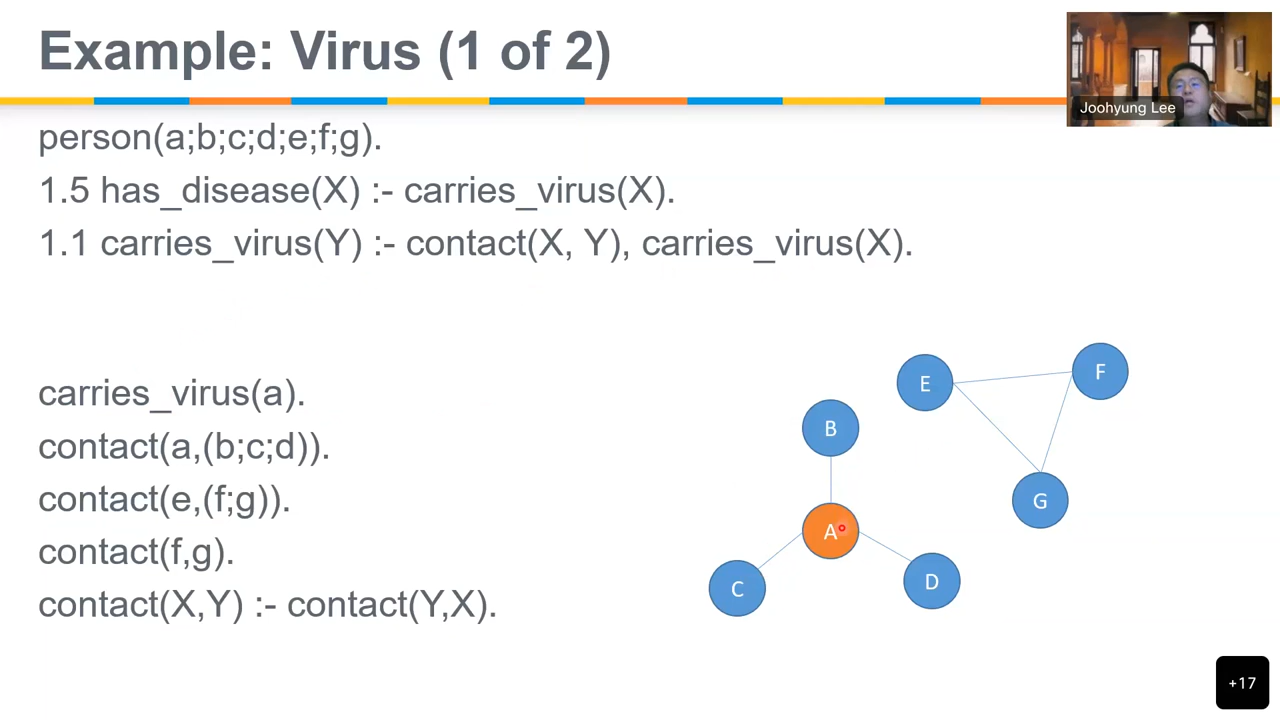 Example: Virus (1 of 2)
Joohyung Lee
person(a;b;c;d;e;f;g).
1.5 has_disease(X) :- carries_virus(X).
1.1 carries_virus(Y) :- contact(X, Y), carries_virus(X).
carries_virus(a).
contact(a,(b;c;d)).
contact(e,(f;g)).
contact(f,g).
contact(X,Y) :- contact(Y,X).
E
F
B
G
A
C
D
+17